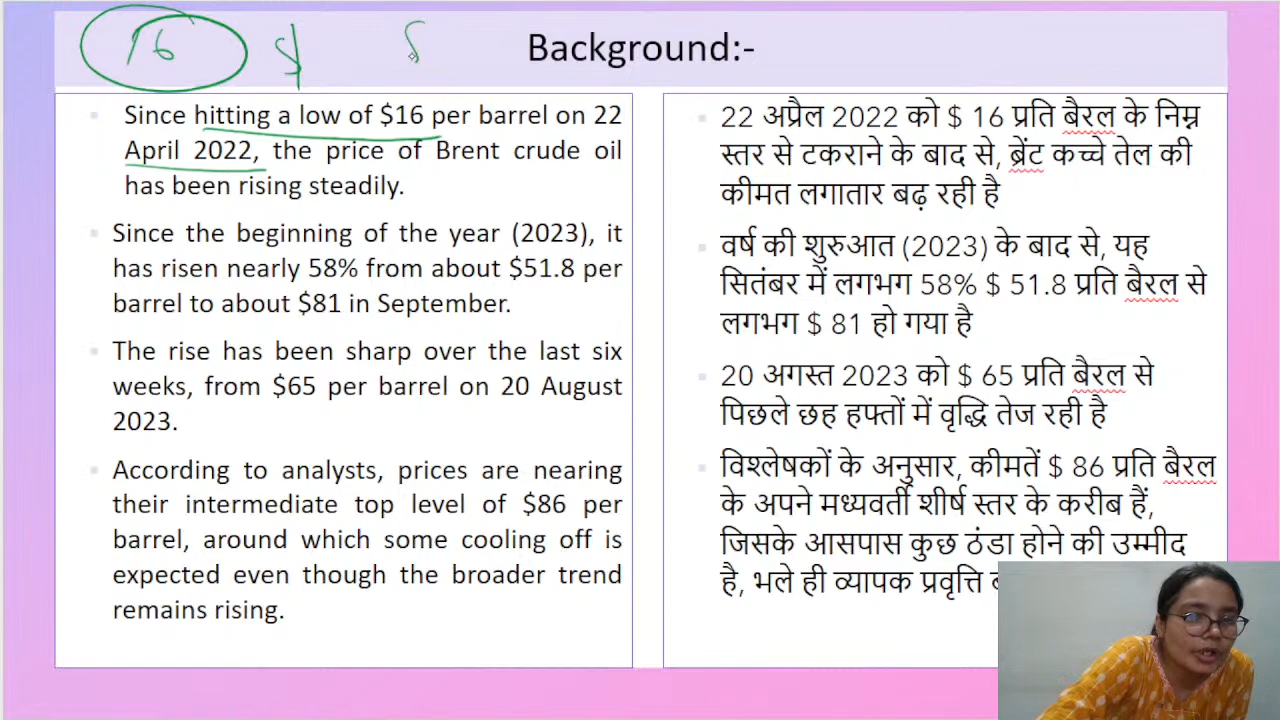 16 $
Background:-
Since hitting a low of $16 per barrel on 22
April 2022, the price of Brent crude oil
has been rising steadily.
Since the beginning of the year (2023), it
has risen nearly 58% from about $51.8 per
barrel to about $81 in September.
The rise has been sharp over the last six
weeks, from $65 per barrel on 20 August
2023.
According to analysts, prices are nearing
their intermediate top level of $86 per
barrel, around which some cooling off is
expected even though the broader trend
remains rising.
22 अप्रैल 2022 को $ 16 प्रति बैरल के निम्न
स्तर से टकराने के बाद से, ब्रेंट कच्चे तेल की
कीमत लगातार बढ़ रही है
वर्ष की शुरुआत (2023) के बाद से, यह
सितंबर में लगभग 58% $ 51.8 प्रति बैरल से
लगभग $ 81 हो गया है
20 अगस्त 2023 को $ 65 प्रति बैरल से
पिछले छह हफ्तों में वृद्धि तेज रही है
विश्लेषकों के अनुसार, कीमतें $ 86 प्रति बैरल
के अपने मध्यवर्ती शीर्ष स्तर के करीब हैं,
जिसके आसपास कुछ ठंडा होने की उम्मीद
है, भले ही व्यापक प्रवृत्ति